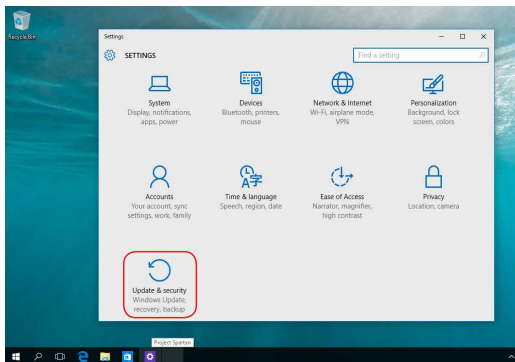 Recycle Bin
Settings
SETTINGS
Find a setting
System
Display, notifications,
apps, power
Devices
Bluetooth, printers,
mouse
Network & Internet
Wi-Fi, airplane mode,
VPN
Personalization
Background, lock
screen, colors
Accounts
Your account, sync
settings, work, family
Time & language
Speech, region, date
Ease of Access
Narrator, magnifier,
high contrast
Privacy
Location, camera
Update & security
Windows Update,
recovery, backup
Project Spartan